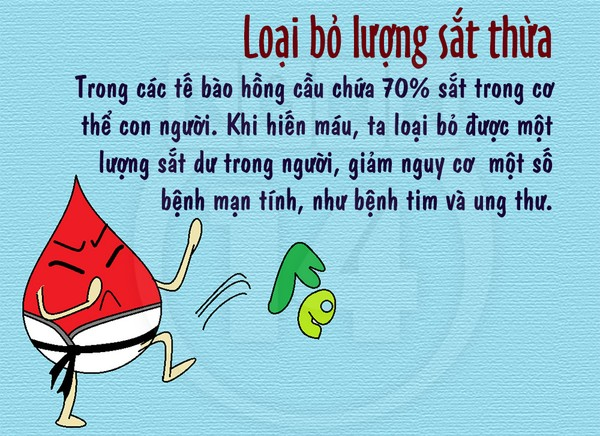 Loại bỏ lượng sắt thừa
Trong các tế bào hồng cầu chứa 70% sắt trong cơ
thể con người. Khi hiến máu, ta loại bỏ được một
lượng sắt dư trong người, giảm nguy cơ một số
bệnh mạn tính, như bệnh tim và ung thư.
Fe